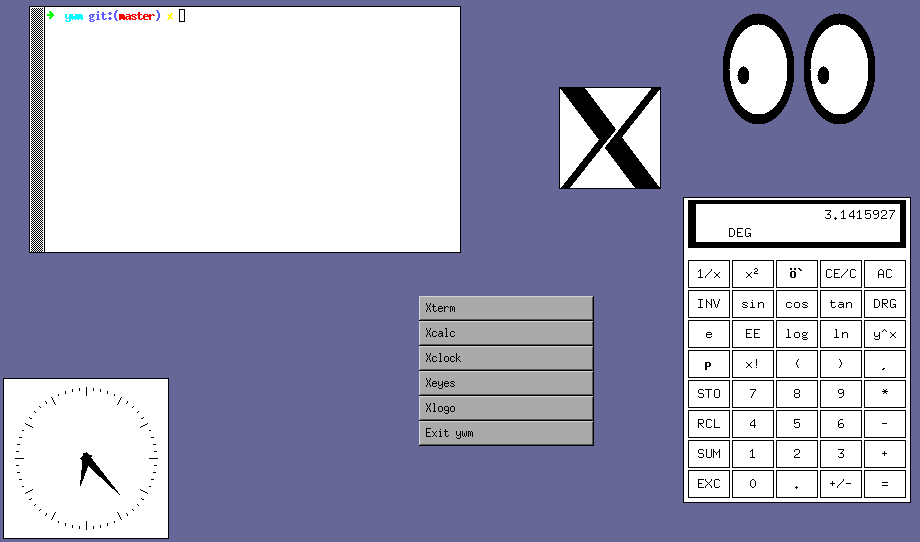 ➔ ywm git:(master) x
3.1415927
DEG
1/x x² Ö` CE/C AC
INV sin cos tan DRG
e EE log ln y^x
p x! ( ) ,
STO 7 8 9 *
RCL 4 5 6 -
SUM 1 2 3 +
EXC 0 . +/- =
Xterm
Xcalc
Xclock
Xeyes
Xlogo
Exit ywm